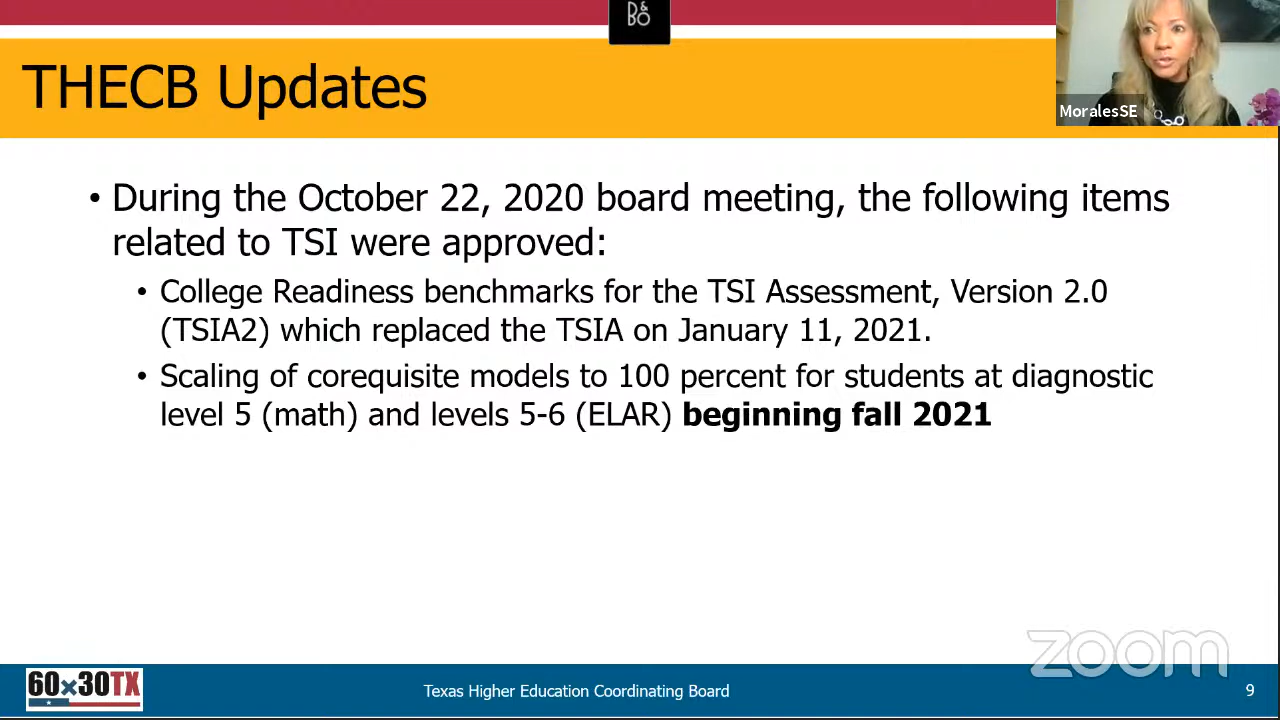 B&
BO
THECB Updates
MoralesSE
• During the October 22, 2020 board meeting, the following items
related to TSI were approved:
• College Readiness benchmarks for the TSI Assessment, Version 2.0
(TSIA2) which replaced the TSIA on January 11, 2021.
• Scaling of corequisite models to 100 percent for students at diagnostic
level 5 (math) and levels 5-6 (ELAR) beginning fall 2021
zoom
60x30TX
Texas Higher Education Coordinating Board
9